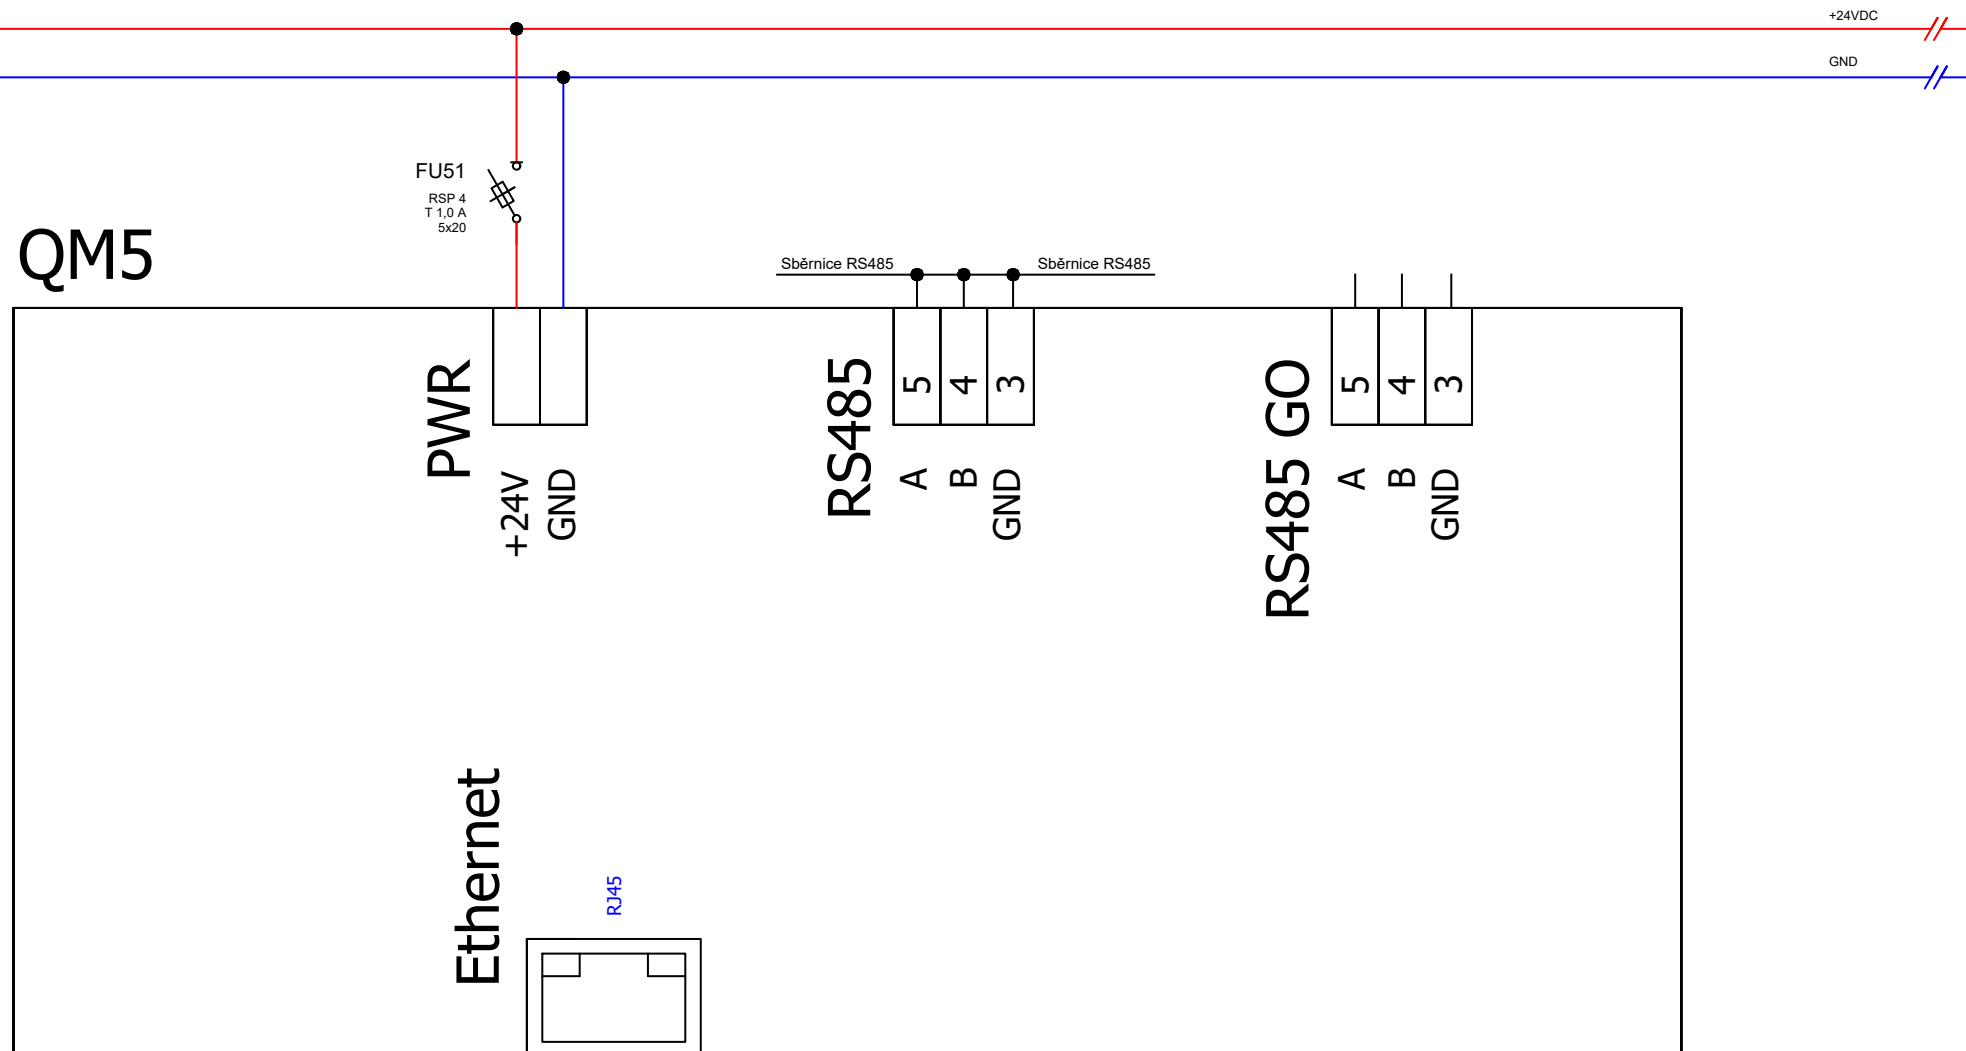 +24VDC
GND
FU51
RSP 4
T 1,0 A
5x20
QM5
Sběrnice RS485
Sběrnice RS485
PWR
+24V
GND
RS485
5
4
3
A
B
GND
RS485 GO
5
4
3
A
B
GND
Ethernet
RJ45